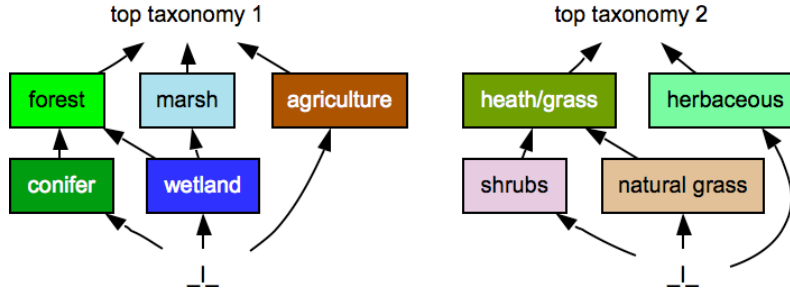 top taxonomy 1
top taxonomy 2
forest
marsh
agriculture
heath/grass
herbaceous
conifer
wetland
shrubs
natural grass
_|_
_|_